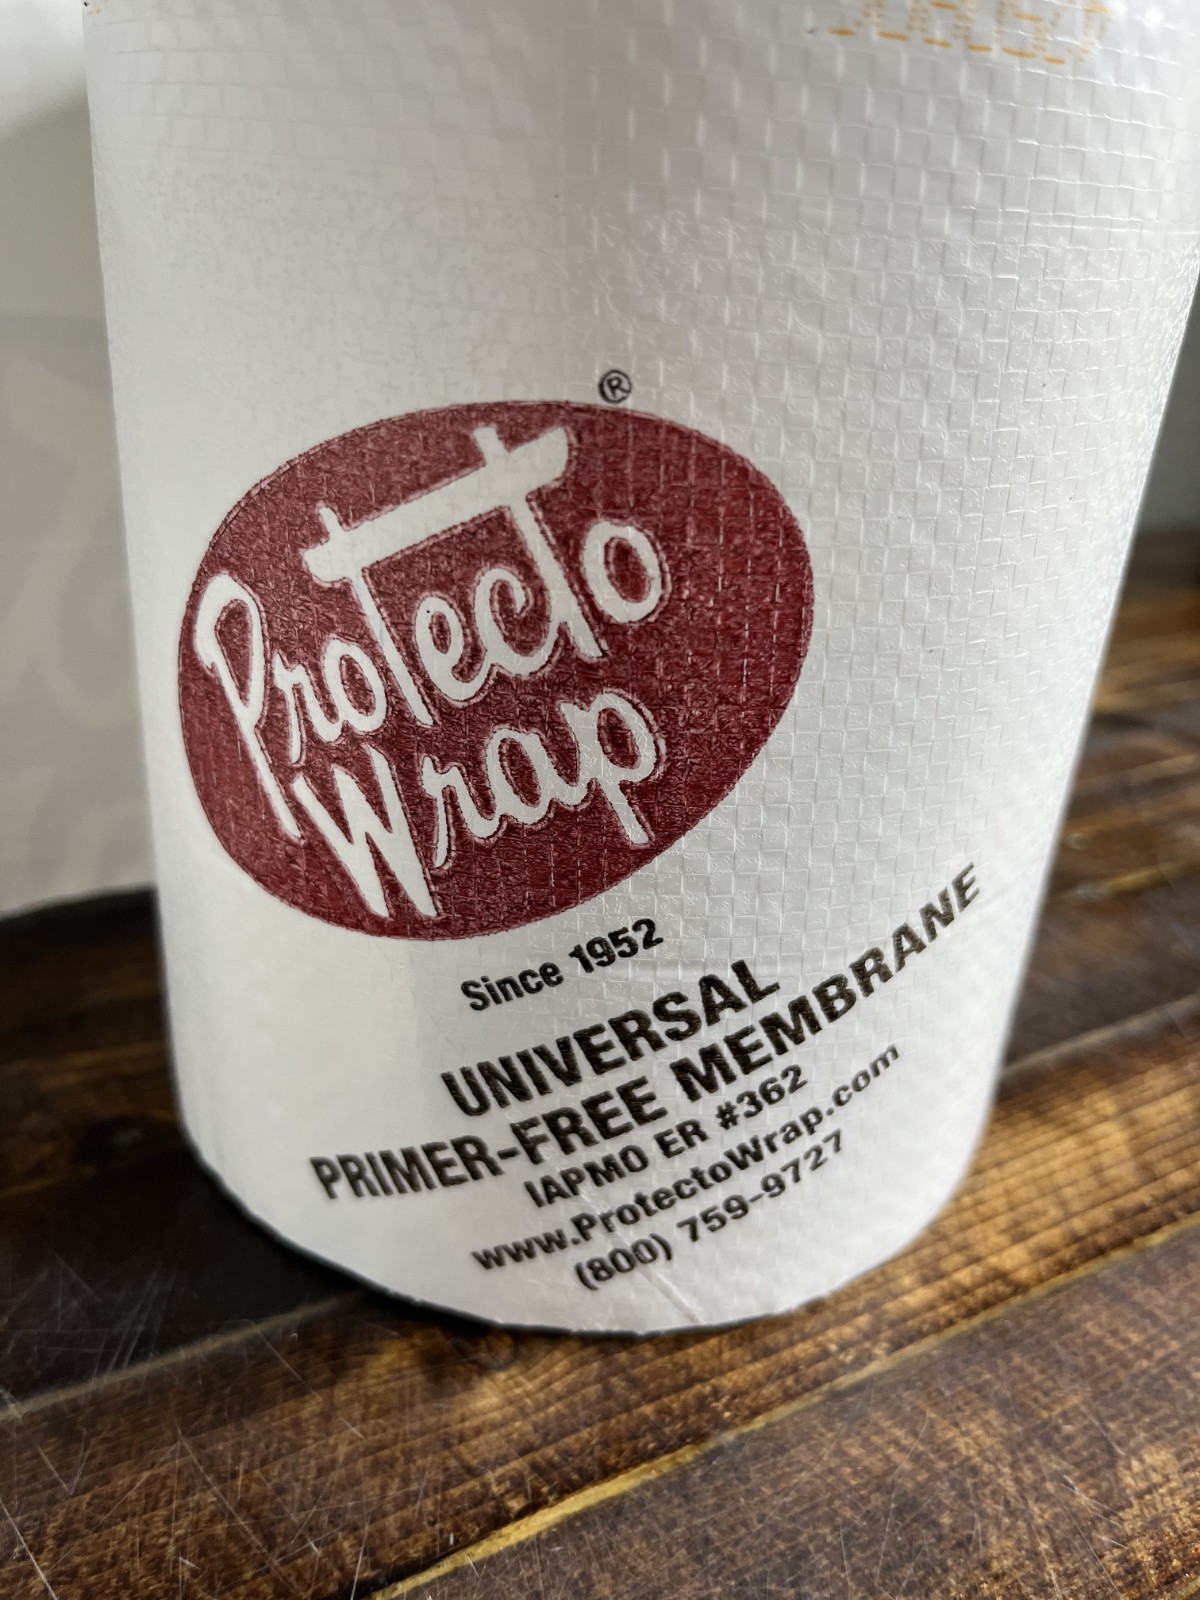 ®
Protecto
Wrap
Since 1952
UNIVERSAL
PRIMER-FREE MEMBRANE
IAPMO ER #362
www.ProtectoWrap.com
(800) 759-9727